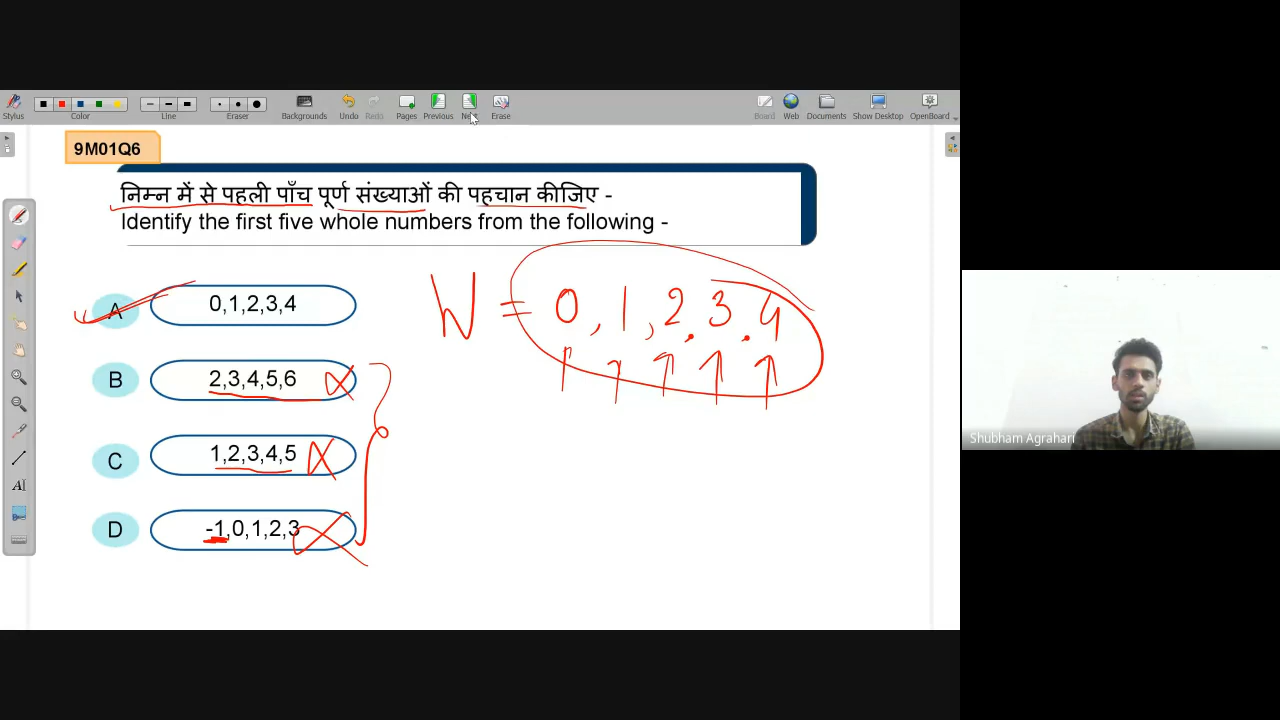 Stylus
Color
Line
Eraser
Backgrounds
Undo
Redo
Pages
Previous
Erase
Board
Web
Documents
Show Desktop
OpenBoard
9M01Q6
निम्न में से पहली पाँच पूर्ण संख्याओं की पहचान कीजिए -
Identify the first five whole numbers from the following -
A 0,1,2,3,4
B 2,3,4,5,6
C 1,2,3,4,5
D -1,0,1,2,3
W = 0, 1, 2. 3. 4
Shubham Agrahari